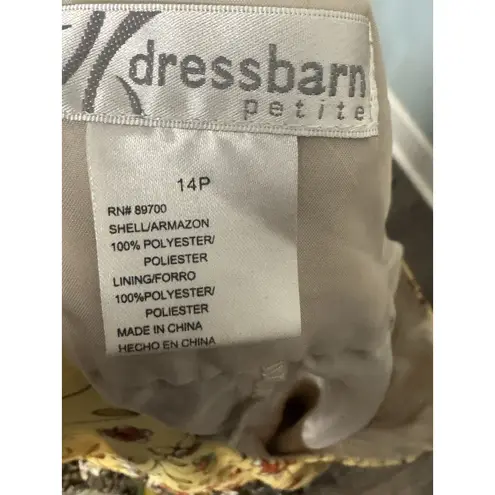 dressbarn
petite
14P
RN# 89700
SHELL/ARMAZON
100% POLYESTER/
POLIESTER
LINING/FORRO
100%POLYESTER/
POLIESTER
MADE IN CHINA
HECHO EN CHINA